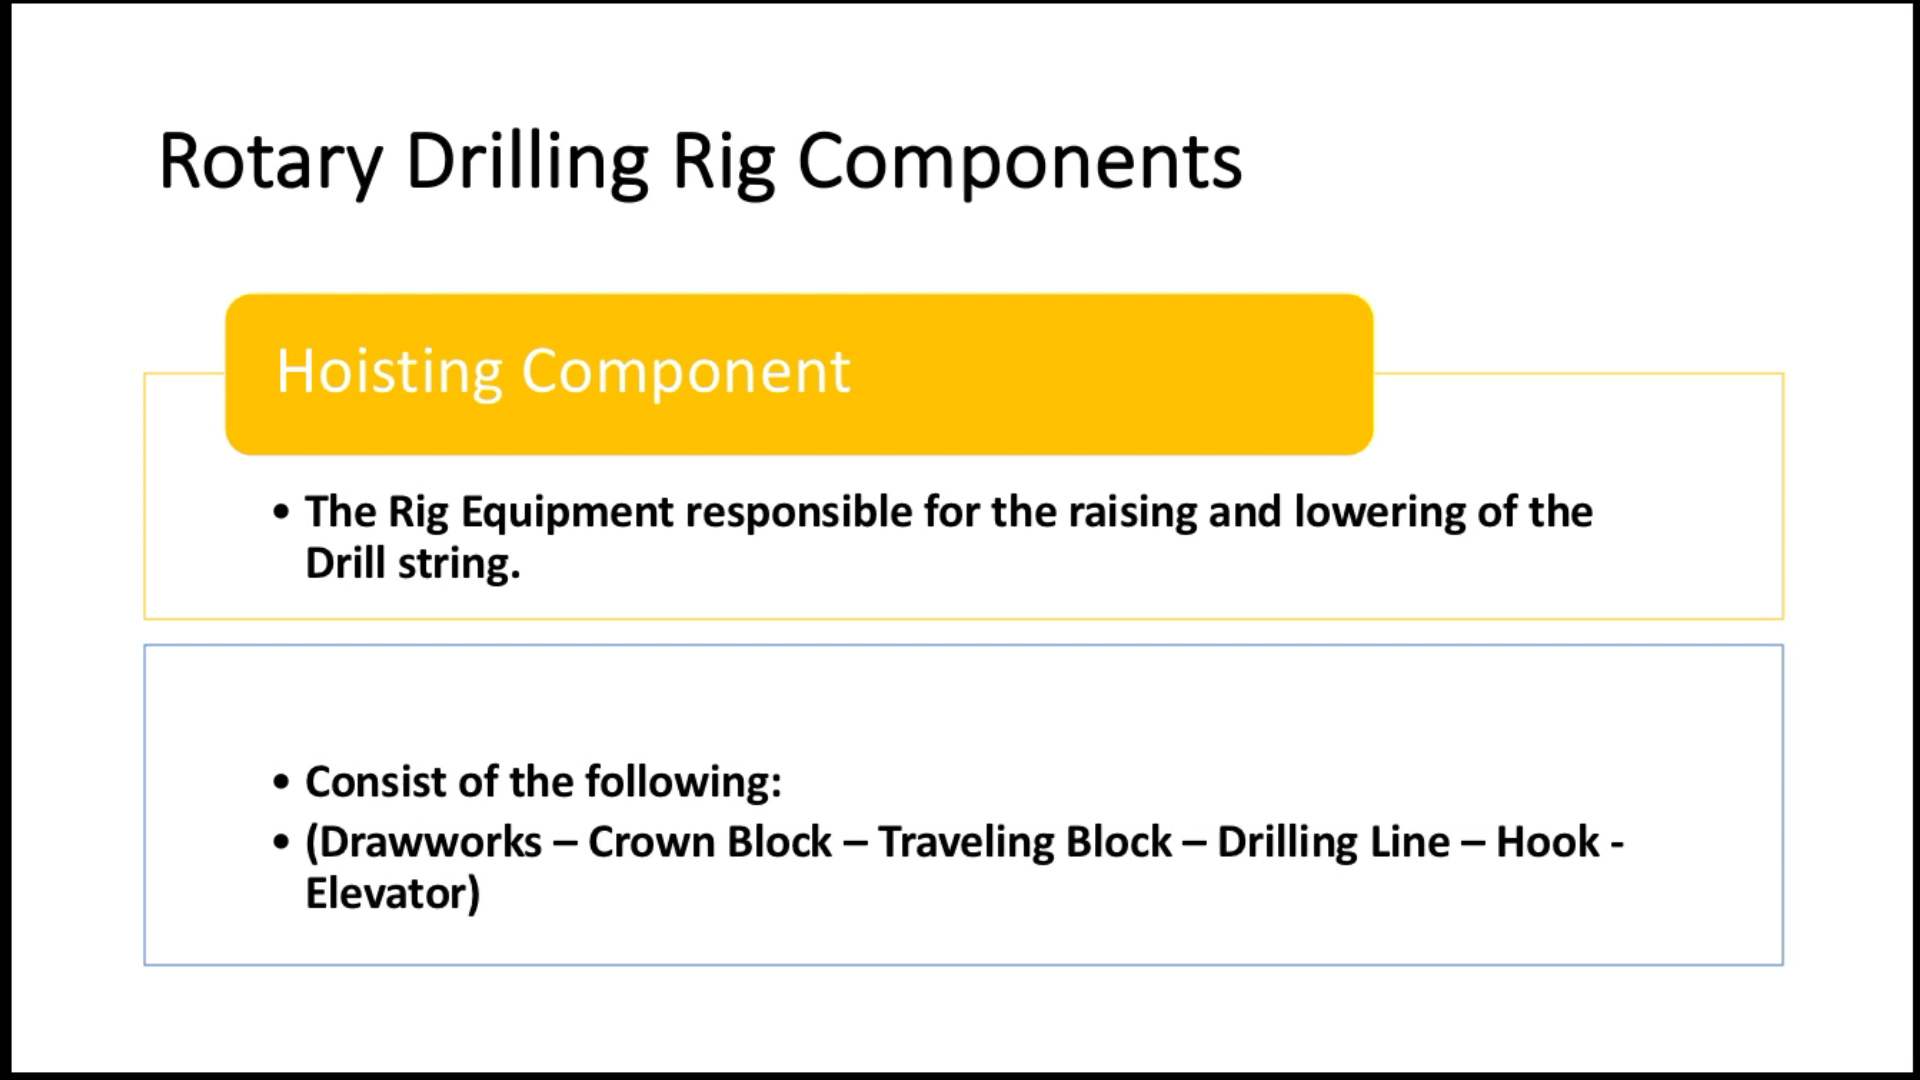 Rotary Drilling Rig Components
Hoisting Component
• The Rig Equipment responsible for the raising and lowering of the
Drill string.
• Consist of the following:
• (Drawworks – Crown Block – Traveling Block – Drilling Line – Hook -
Elevator)